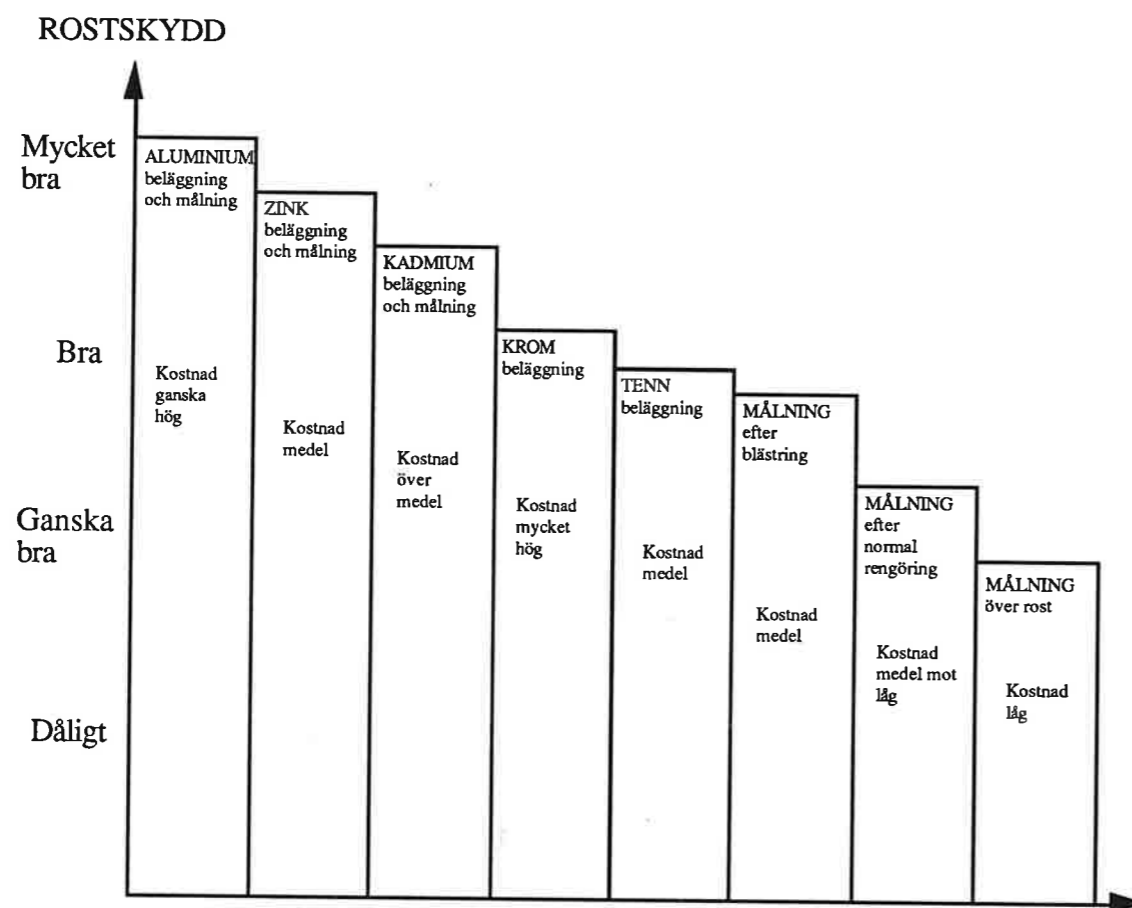 ROSTSKYDD
Mycket
bra
Bra
Ganska
bra
Dåligt
ALUMINIUM
beläggning
och målning
Kostnad
ganska
hög
ZINK
beläggning
och målning
Kostnad
medel
KADMIUM
beläggning
och målning
Kostnad
över
medel
KROM
beläggning
Kostnad
mycket
hög
TENN
beläggning
Kostnad
medel
MÅLNING
efter
blästring
Kostnad
medel
MÅLNING
efter
normal
rengöring
Kostnad
medel mot
låg
MÅLNING
över rost
Kostnad
låg